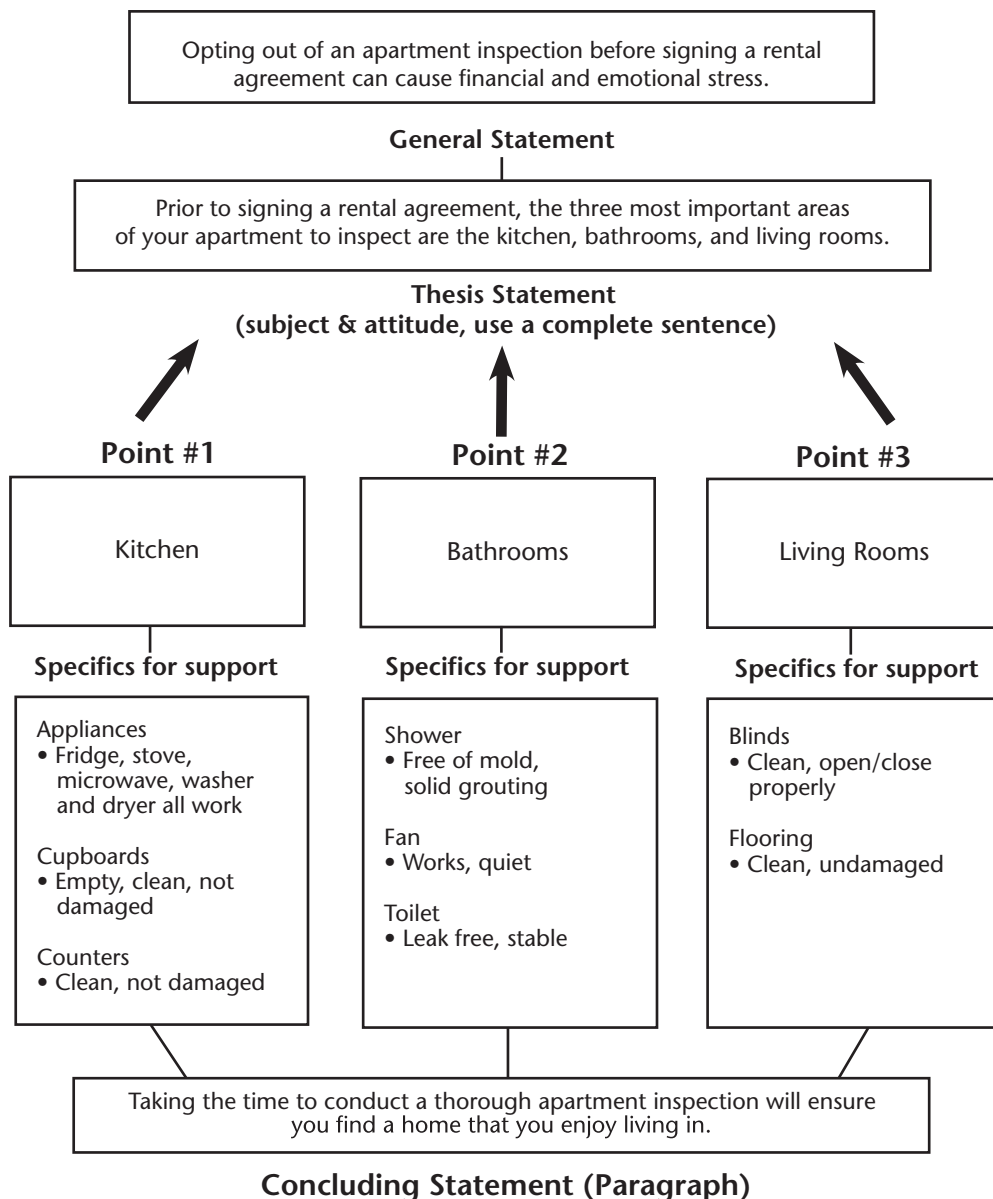 Opting out of an apartment inspection before signing a rental
agreement can cause financial and emotional stress.
General Statement
Prior to signing a rental agreement, the three most important areas
of your apartment to inspect are the kitchen, bathrooms, and living rooms.
Thesis Statement
(subject & attitude, use a complete sentence)
Point #1
Kitchen
Specifics for support
Appliances
• Fridge, stove,
microwave, washer
and dryer all work
Cupboards
• Empty, clean, not
damaged
Counters
• Clean, not damaged
Point #2
Bathrooms
Specifics for support
Shower
• Free of mold,
solid grouting
Fan
• Works, quiet
Toilet
• Leak free, stable
Point #3
Living Rooms
Specifics for support
Blinds
• Clean, open/close
properly
Flooring
• Clean, undamaged
Taking the time to conduct a thorough apartment inspection will ensure
you find a home that you enjoy living in.
Concluding Statement (Paragraph)